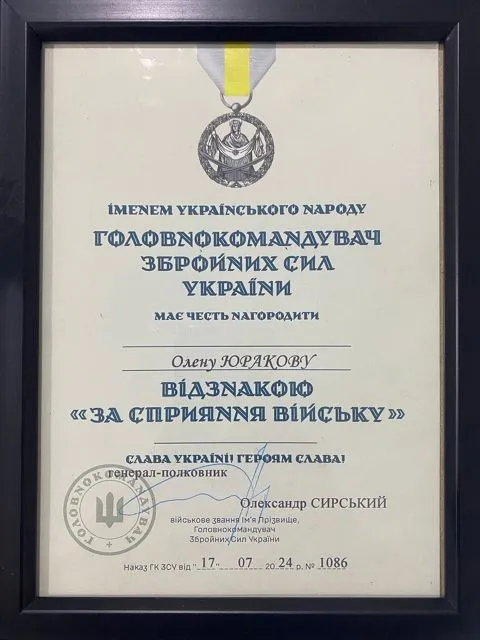 ІМЕНЕМ УКРАЇНСЬКОГО НАРОДУ
ГОЛОВНОКОМАНДУВАЧ
ЗБРОЙНИХ СИЛ
УКРАЇНИ
МАЄ ЧЕСТЬ НАГОРОДИТИ
Олену ЮРАКОВУ
ВІДЗНАКОЮ
«ЗА СПРИЯННЯ ВІЙСЬКУ»
СЛАВА УКРАЇНІ! ГЕРОЯМ СЛАВА!
генерал-полковник
ГОЛОВНОКОМАНДУВАЧ
Олександр СИРСЬКИЙ
військове звання Ім'я Прізвище,
Головнокомандувач
Збройних Сил України
Наказ ГК ЗСУ від "17" 07 2024 р. № 1086